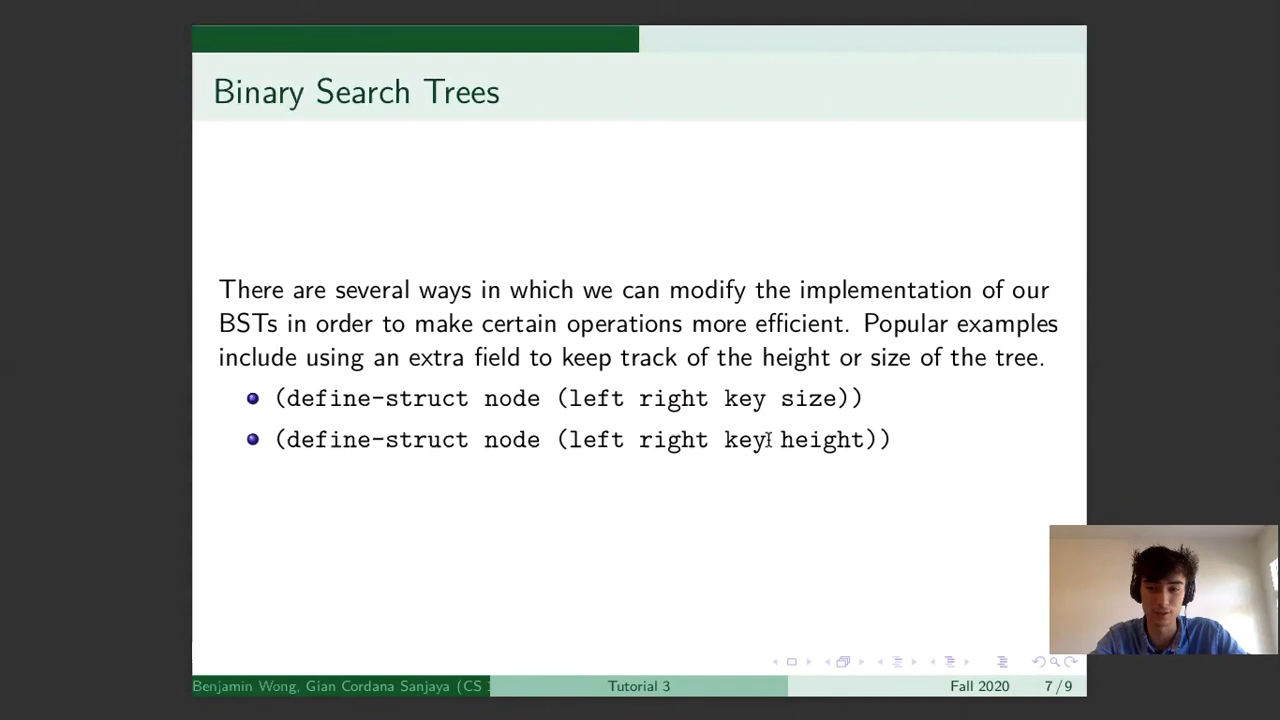 Binary Search Trees
There are several ways in which we can modify the implementation of our
BSTs in order to make certain operations more efficient. Popular examples
include using an extra field to keep track of the height or size of the tree.
(define-struct node (left right key size))
(define-struct node (left right key height))
Benjamin Wong, Gian Cordana Sanjaya (CS Tutorial 3 Fall 2020 7 / 9